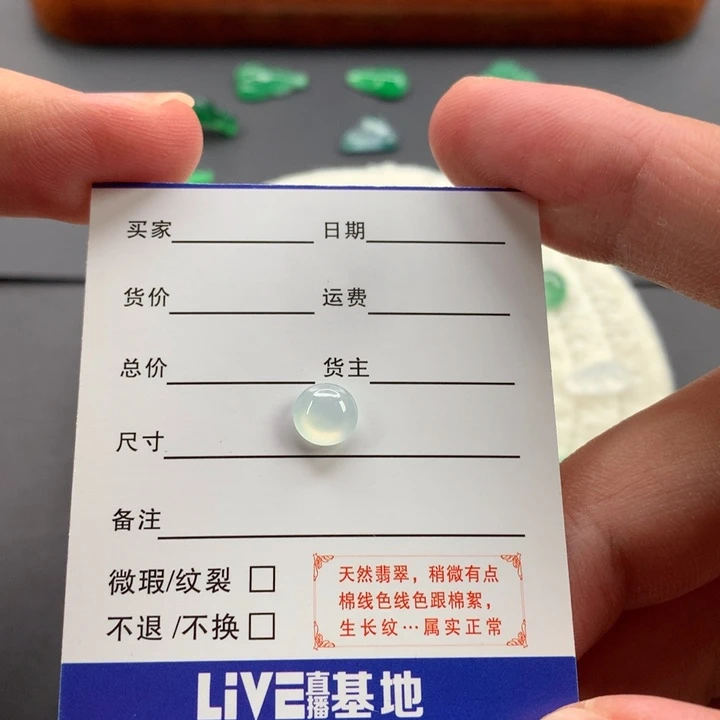 买家 日期
货价 运费
总价 货主
尺寸
备注
微瑕/纹裂
不退/不换
天然翡翠，稍微有点
棉线色线色跟棉絮，
生长纹…属实正常
LiVE直播基地